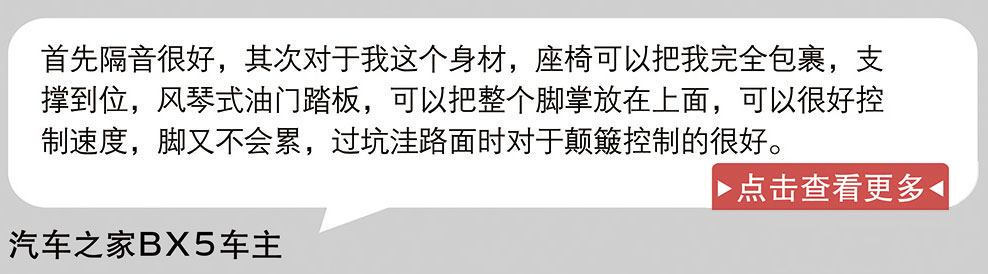 首先隔音很好，其次对于我这个身材，座椅可以把我完全包裹，支
撑到位，风琴式油门踏板，可以把整个脚掌放在上面，可以很好控
制速度，脚又不会累，过坑洼路面时对于颠簸控制的很好。
点击查看更多
汽车之家BX5车主